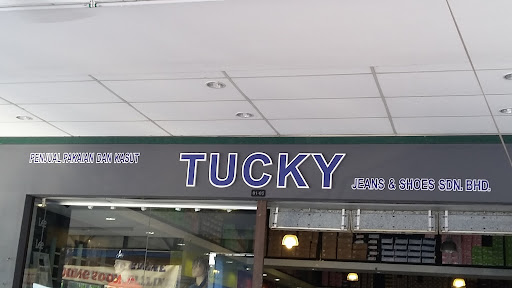 PENJUAL PAKAIAN DAN KASUT
TUCKY
JEANS & SHOES SDN. BHD.